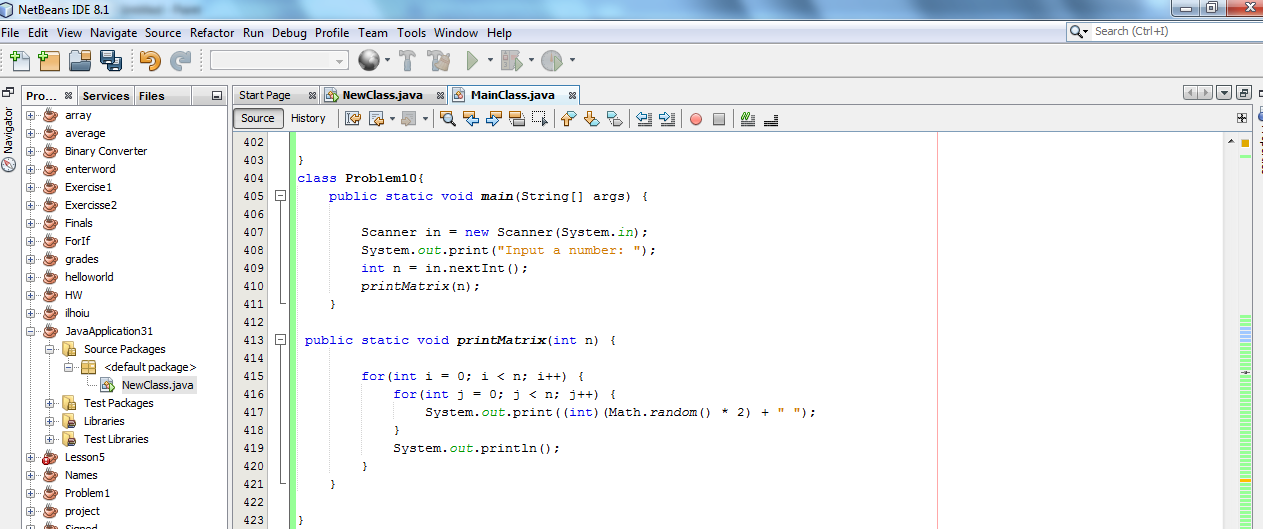 NetBeans IDE 8.1
File Edit View Navigate Source Refactor Run Debug Profile Team Tools Window Help
Search (Ctrl+I)
Pro... Services Files
Start Page NewClass.java MainClass.java
Navigator
Source History
array
average
Binary Converter
enterword
Exercise1
Exercisse2
Finals
ForIf
grades
helloworld
HW
ilhoiu
JavaApplication31
Source Packages
<default package>
NewClass.java
Test Packages
Libraries
Test Libraries
Lesson5
Names
Problem1
project
Signed
402
403 }
404 class Problem10{
405 public static void main(String[] args) {
406
407 Scanner in = new Scanner(System.in);
408 System.out.print("Input a number: ");
409 int n = in.nextInt();
410 printMatrix(n);
411 }
412
413 public static void printMatrix(int n) {
414
415 for(int i = 0; i < n; i++) {
416 for(int j = 0; j < n; j++) {
417 System.out.print((int)(Math.random() * 2) + " ");
418 }
419 System.out.println();
420 }
421 }
422
423 }